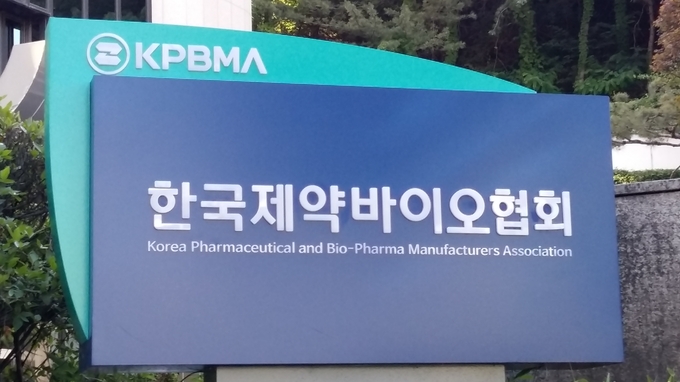 KPBMA
한국제약바이오협회
Korea Pharmaceutical and Bio-Pharma Manufacturers Association